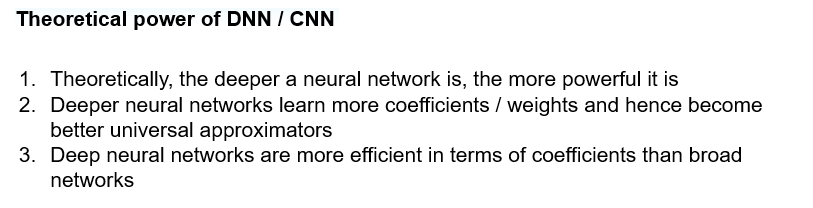 Theoretical power of DNN / CNN
1. Theoretically, the deeper a neural network is, the more powerful it is
2. Deeper neural networks learn more coefficients / weights and hence become
better universal approximators
3. Deep neural networks are more efficient in terms of coefficients than broad
networks